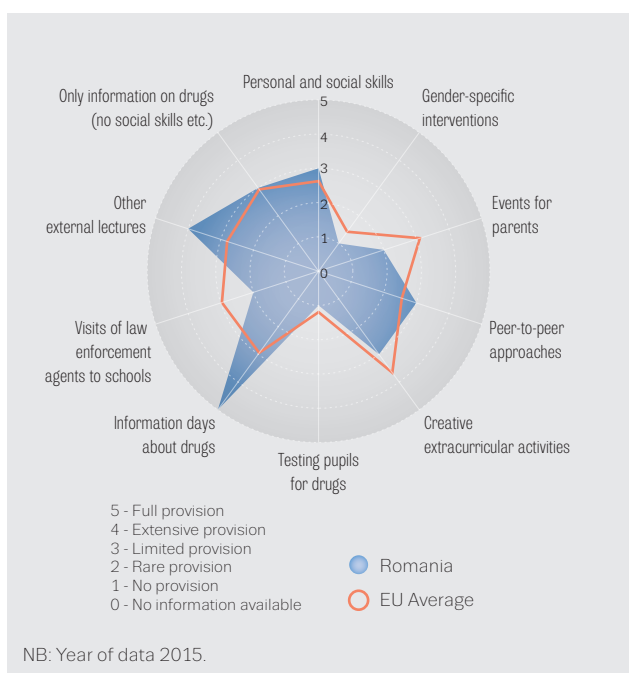 Personal and social skills
Only information on drugs
(no social skills etc.)
Gender-specific
interventions
5
4
3
2
1
0
Other
external lectures
Events for
parents
Visits of law
enforcement
agents to schools
Peer-to-peer
approaches
Information days
about drugs
Creative
extracurricular activities
Testing pupils
for drugs
5 - Full provision
4 - Extensive provision
3 - Limited provision
2 - Rare provision
1 - No provision
0 - No information available
Romania
EU Average
NB: Year of data 2015.